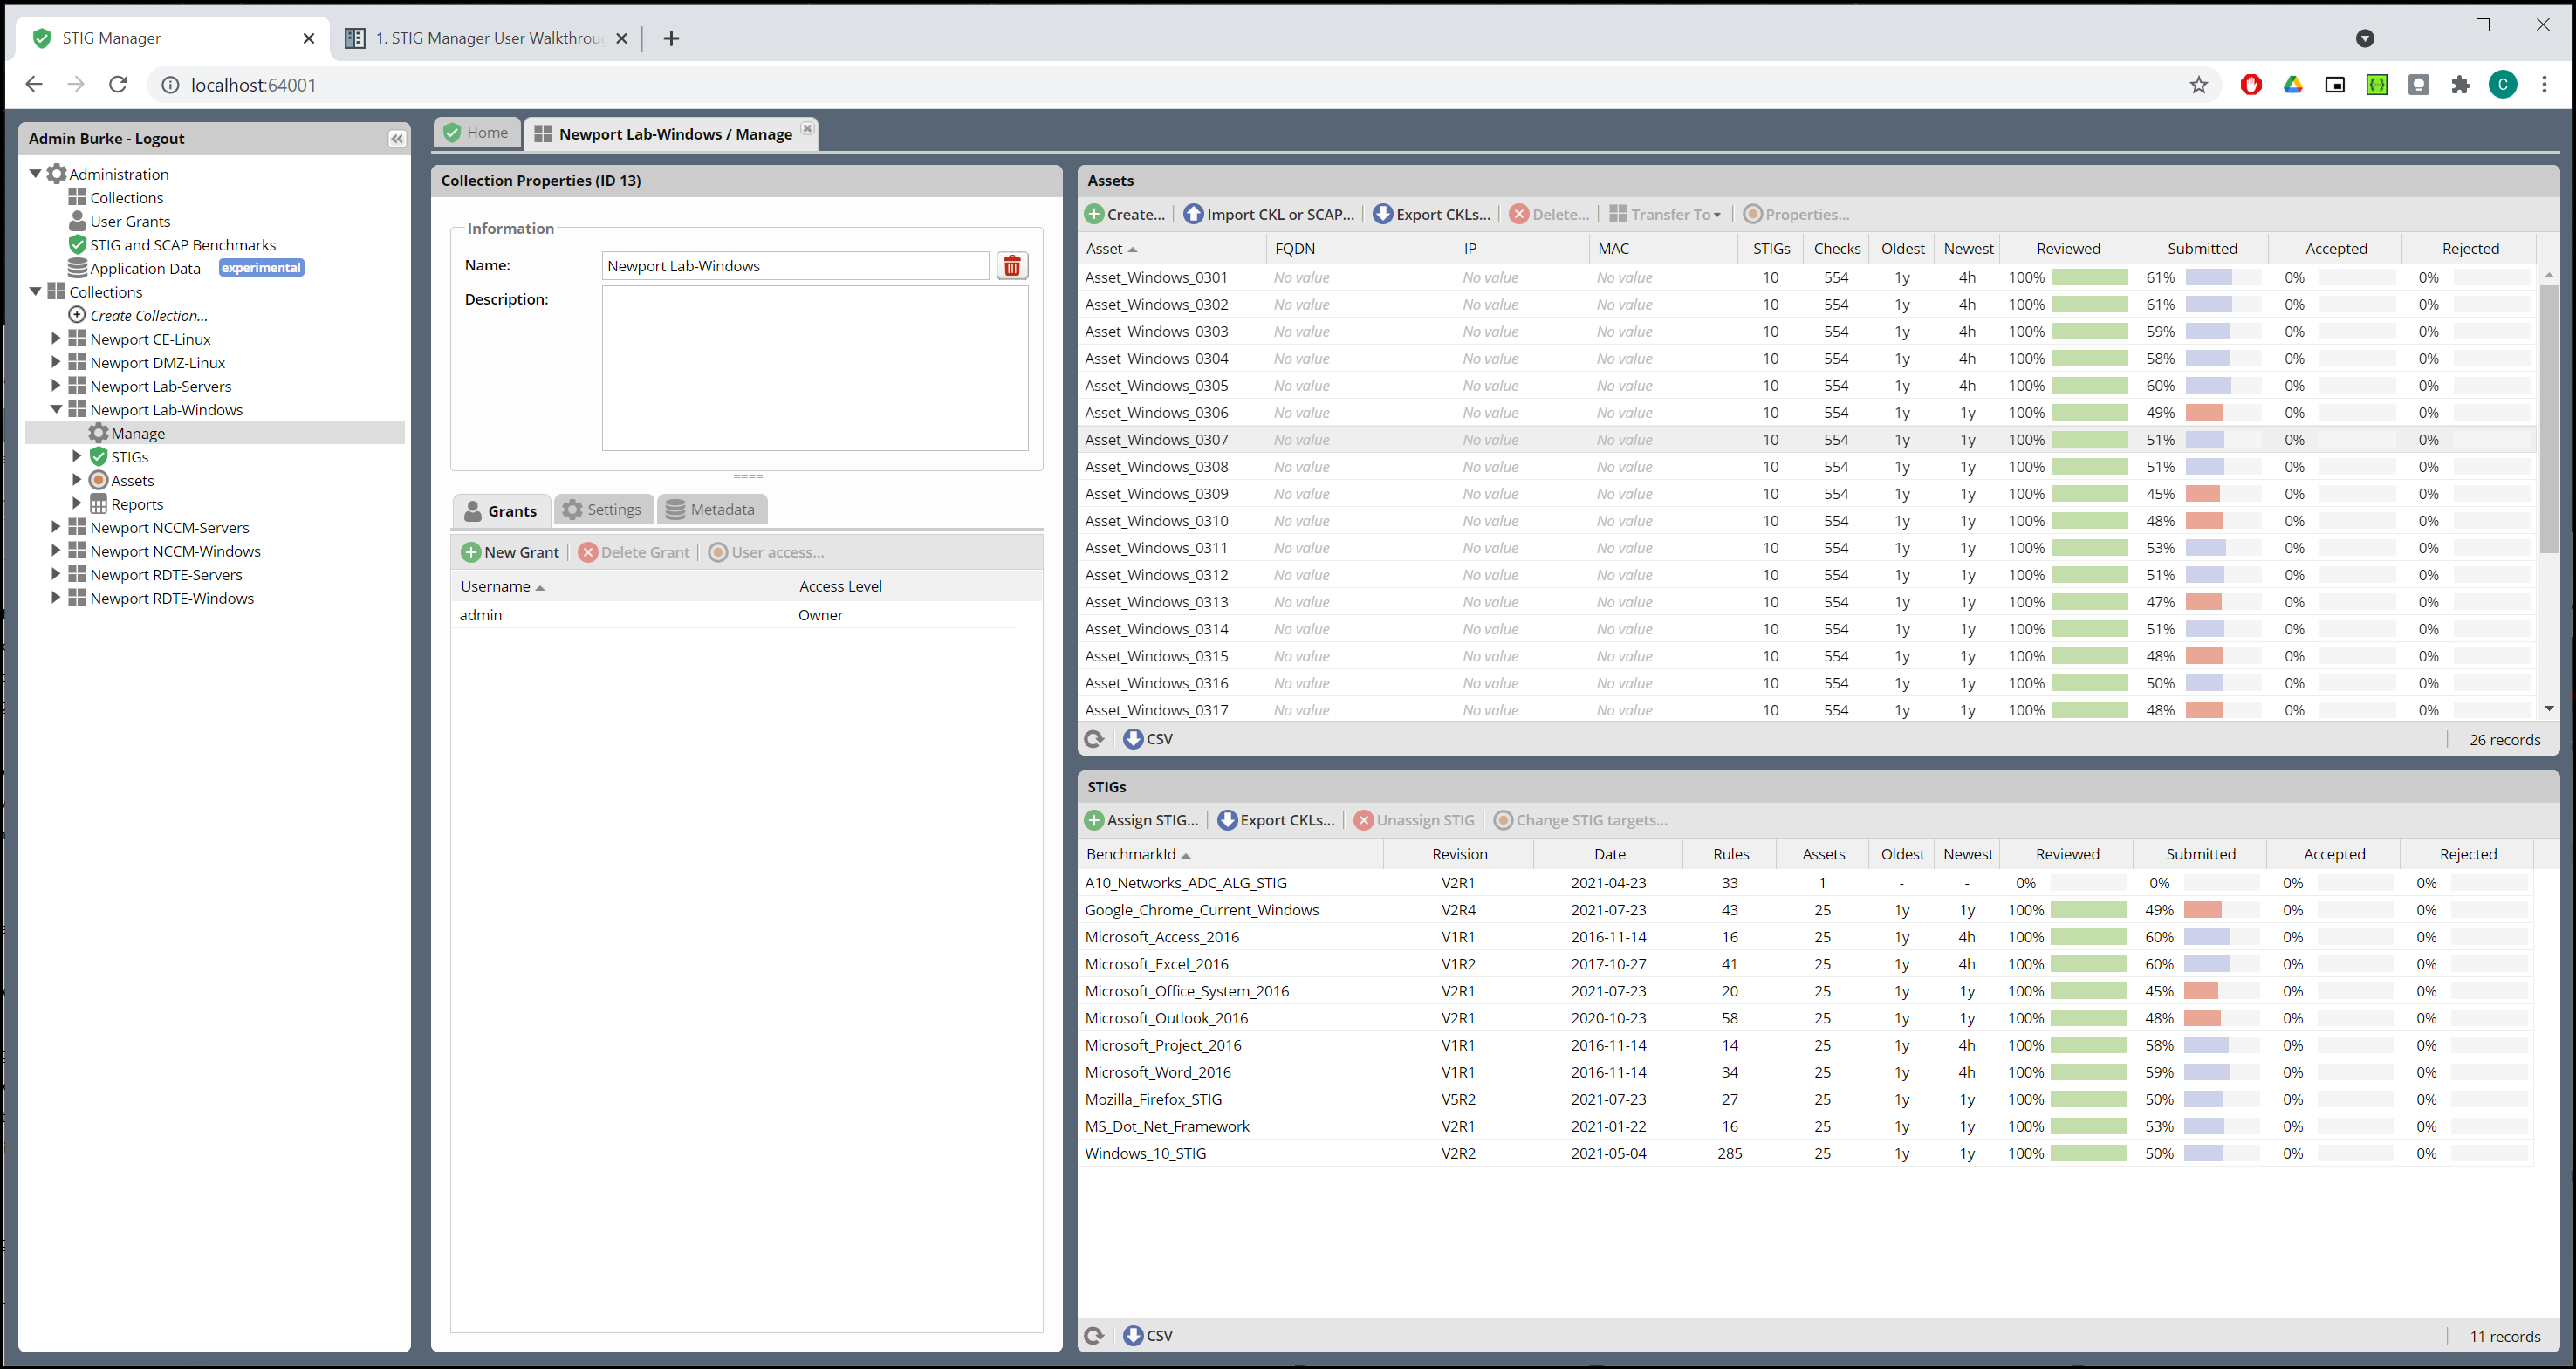 STIG Manager
1. STIG Manager User Walkthrou
localhost:64001
C
Admin Burke - Logout
Administration
Collections
User Grants
STIG and SCAP Benchmarks
Application Data experimental
Collections
Create Collection...
Newport CE-Linux
Newport DMZ-Linux
Newport Lab-Servers
Newport Lab-Windows
Manage
STIGs
Assets
Reports
Newport NCCM-Servers
Newport NCCM-Windows
Newport RDTE-Servers
Newport RDTE-Windows
Home
Newport Lab-Windows / Manage
Collection Properties (ID 13)
Information
Name: Newport Lab-Windows
Description:
Grants Settings Metadata
New Grant Delete Grant User access...
Username Access Level
admin Owner
Assets
Create... Import CKL or SCAP... Export CKLs... Delete... Transfer To Properties...
Asset FQDN IP MAC STIGs Checks Oldest Newest Reviewed Submitted Accepted Rejected
Asset_Windows_0301 No value No value No value 10 554 1y 4h 100% 61% 0% 0%
Asset_Windows_0302 No value No value No value 10 554 1y 4h 100% 61% 0% 0%
Asset_Windows_0303 No value No value No value 10 554 1y 4h 100% 59% 0% 0%
Asset_Windows_0304 No value No value No value 10 554 1y 4h 100% 58% 0% 0%
Asset_Windows_0305 No value No value No value 10 554 1y 4h 100% 60% 0% 0%
Asset_Windows_0306 No value No value No value 10 554 1y 1y 100% 49% 0% 0%
Asset_Windows_0307 No value No value No value 10 554 1y 1y 100% 51% 0% 0%
Asset_Windows_0308 No value No value No value 10 554 1y 1y 100% 51% 0% 0%
Asset_Windows_0309 No value No value No value 10 554 1y 1y 100% 45% 0% 0%
Asset_Windows_0310 No value No value No value 10 554 1y 1y 100% 48% 0% 0%
Asset_Windows_0311 No value No value No value 10 554 1y 1y 100% 53% 0% 0%
Asset_Windows_0312 No value No value No value 10 554 1y 1y 100% 51% 0% 0%
Asset_Windows_0313 No value No value No value 10 554 1y 1y 100% 47% 0% 0%
Asset_Windows_0314 No value No value No value 10 554 1y 1y 100% 51% 0% 0%
Asset_Windows_0315 No value No value No value 10 554 1y 1y 100% 48% 0% 0%
Asset_Windows_0316 No value No value No value 10 554 1y 1y 100% 50% 0% 0%
Asset_Windows_0317 No value No value No value 10 554 1y 1y 100% 48% 0% 0%
CSV 26 records
STIGs
Assign STIG... Export CKLs... Unassign STIG Change STIG targets...
BenchmarkId Revision Date Rules Assets Oldest Newest Reviewed Submitted Accepted Rejected
A10_Networks_ADC_ALG_STIG V2R1 2021-04-23 33 1 - - 0% 0% 0% 0%
Google_Chrome_Current_Windows V2R4 2021-07-23 43 25 1y 1y 100% 49% 0% 0%
Microsoft_Access_2016 V1R1 2016-11-14 16 25 1y 4h 100% 60% 0% 0%
Microsoft_Excel_2016 V1R2 2017-10-27 41 25 1y 4h 100% 60% 0% 0%
Microsoft_Office_System_2016 V2R1 2021-07-23 20 25 1y 1y 100% 45% 0% 0%
Microsoft_Outlook_2016 V2R1 2020-10-23 58 25 1y 1y 100% 48% 0% 0%
Microsoft_Project_2016 V1R1 2016-11-14 14 25 1y 4h 100% 58% 0% 0%
Microsoft_Word_2016 V1R1 2016-11-14 34 25 1y 4h 100% 59% 0% 0%
Mozilla_Firefox_STIG V5R2 2021-07-23 27 25 1y 1y 100% 50% 0% 0%
MS_Dot_Net_Framework V2R1 2021-01-22 16 25 1y 1y 100% 53% 0% 0%
Windows_10_STIG V2R2 2021-05-04 285 25 1y 1y 100% 50% 0% 0%
CSV 11 records